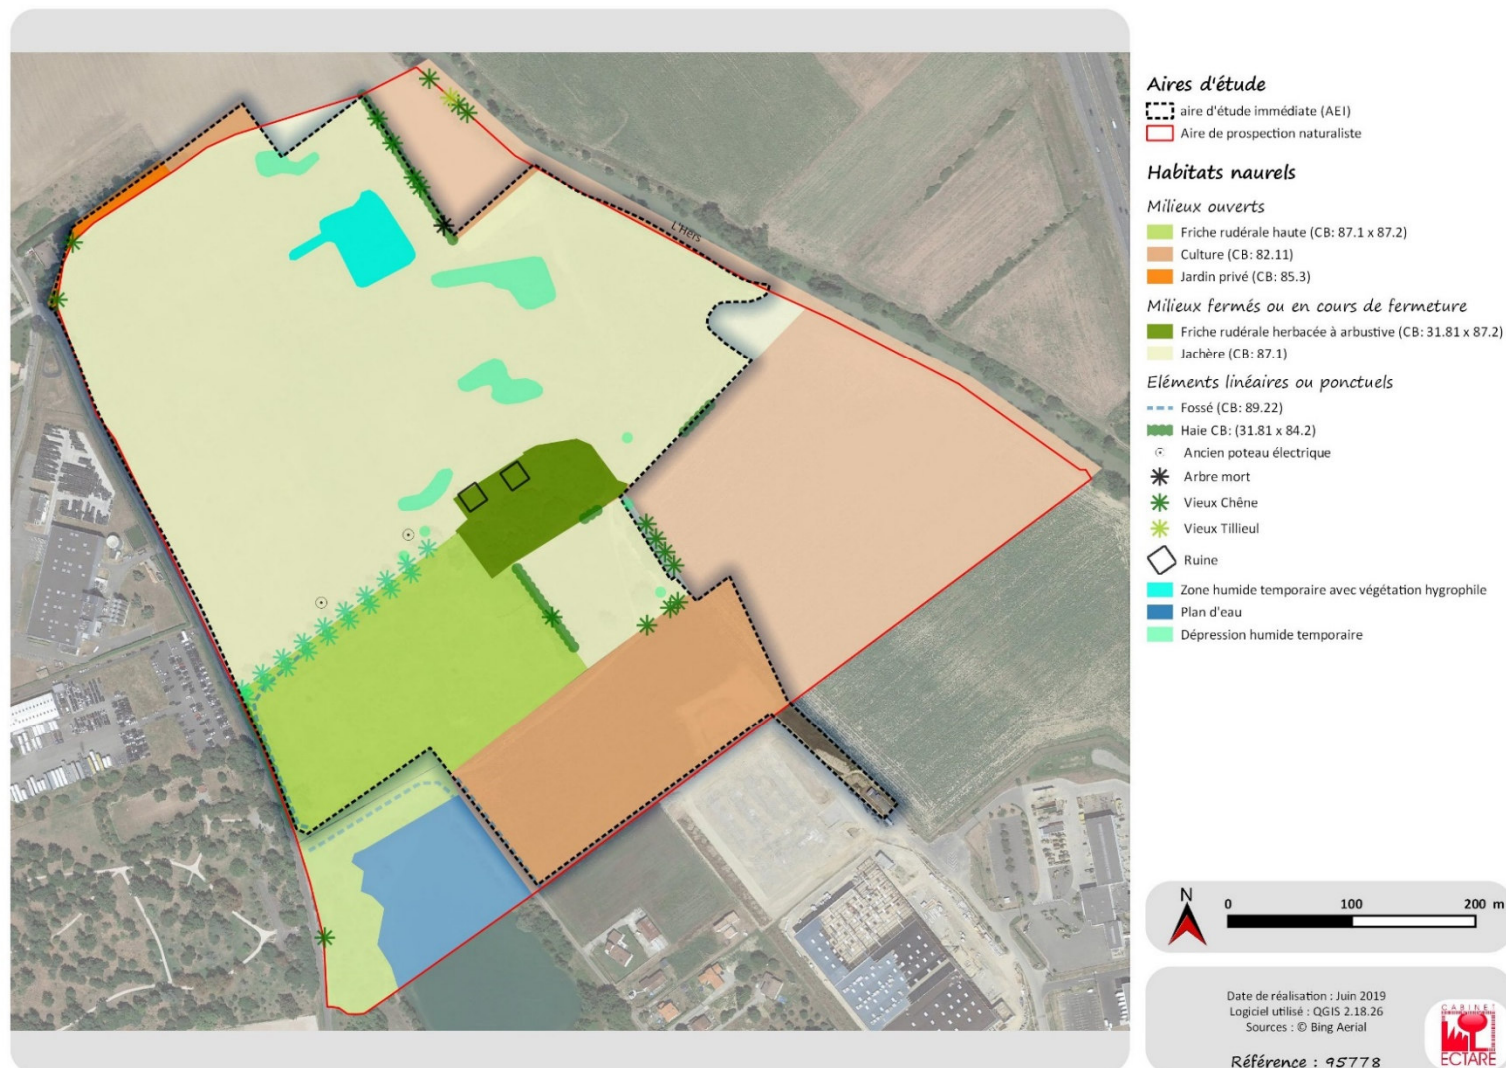 L'Hers
Aires d'étude
aire d'étude immédiate (AEI)
Aire de prospection naturaliste
Habitats naurels
Milieux ouverts
Friche rudérale haute (CB: 87.1 x 87.2)
Culture (CB: 82.11)
Jardin privé (CB: 85.3)
Milieux fermés ou en cours de fermeture
Friche rudérale herbacée à arbustive (CB: 31.81 x 87.2)
Jachère (CB: 87.1)
Eléments linéaires ou ponctuels
Fossé (CB: 89.22)
Haie CB: (31.81 x 84.2)
Ancien poteau électrique
Arbre mort
Vieux Chêne
Vieux Tillieul
Ruine
Zone humide temporaire avec végétation hygrophile
Plan d'eau
Dépression humide temporaire
N
0 100 200 m
Date de réalisation : Juin 2019
Logiciel utilisé : QGIS 2.18.26
Sources : © Bing Aerial
Référence : 95778
CABINET
ECTARE